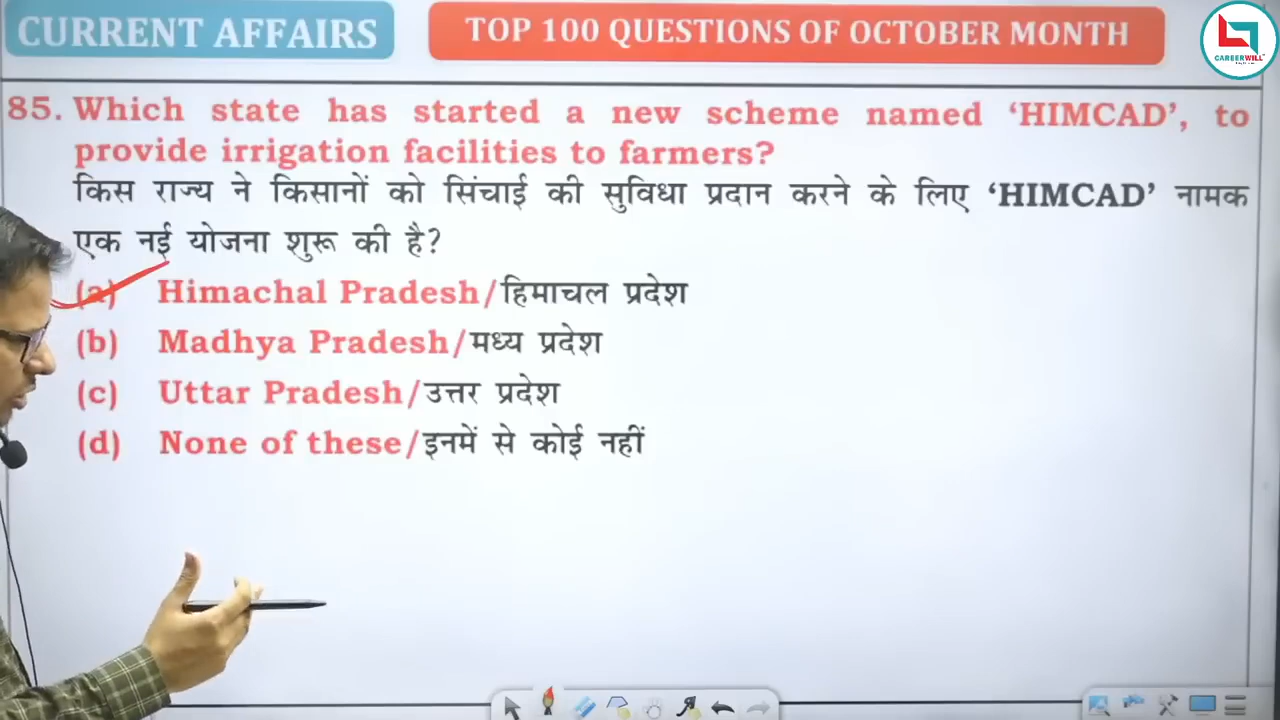 CURRENT AFFAIRS
TOP 100 QUESTIONS OF OCTOBER MONTH
CAREERWILL
85. Which state has started a new scheme named ‘HIMCAD’, to
provide irrigation facilities to farmers?
किस राज्य ने किसानों को सिंचाई की सुविधा प्रदान करने के लिए ‘HIMCAD’ नामक
एक नई योजना शुरू की है?
(a) Himachal Pradesh/हिमाचल प्रदेश
(b) Madhya Pradesh/मध्य प्रदेश
(c) Uttar Pradesh/उत्तर प्रदेश
(d) None of these/इनमें से कोई नहीं